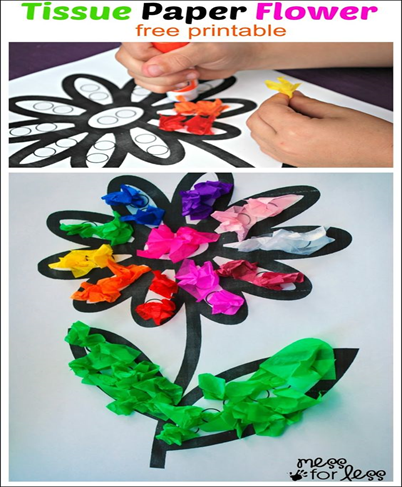 Tissue Paper Flower
free printable
mess
for less